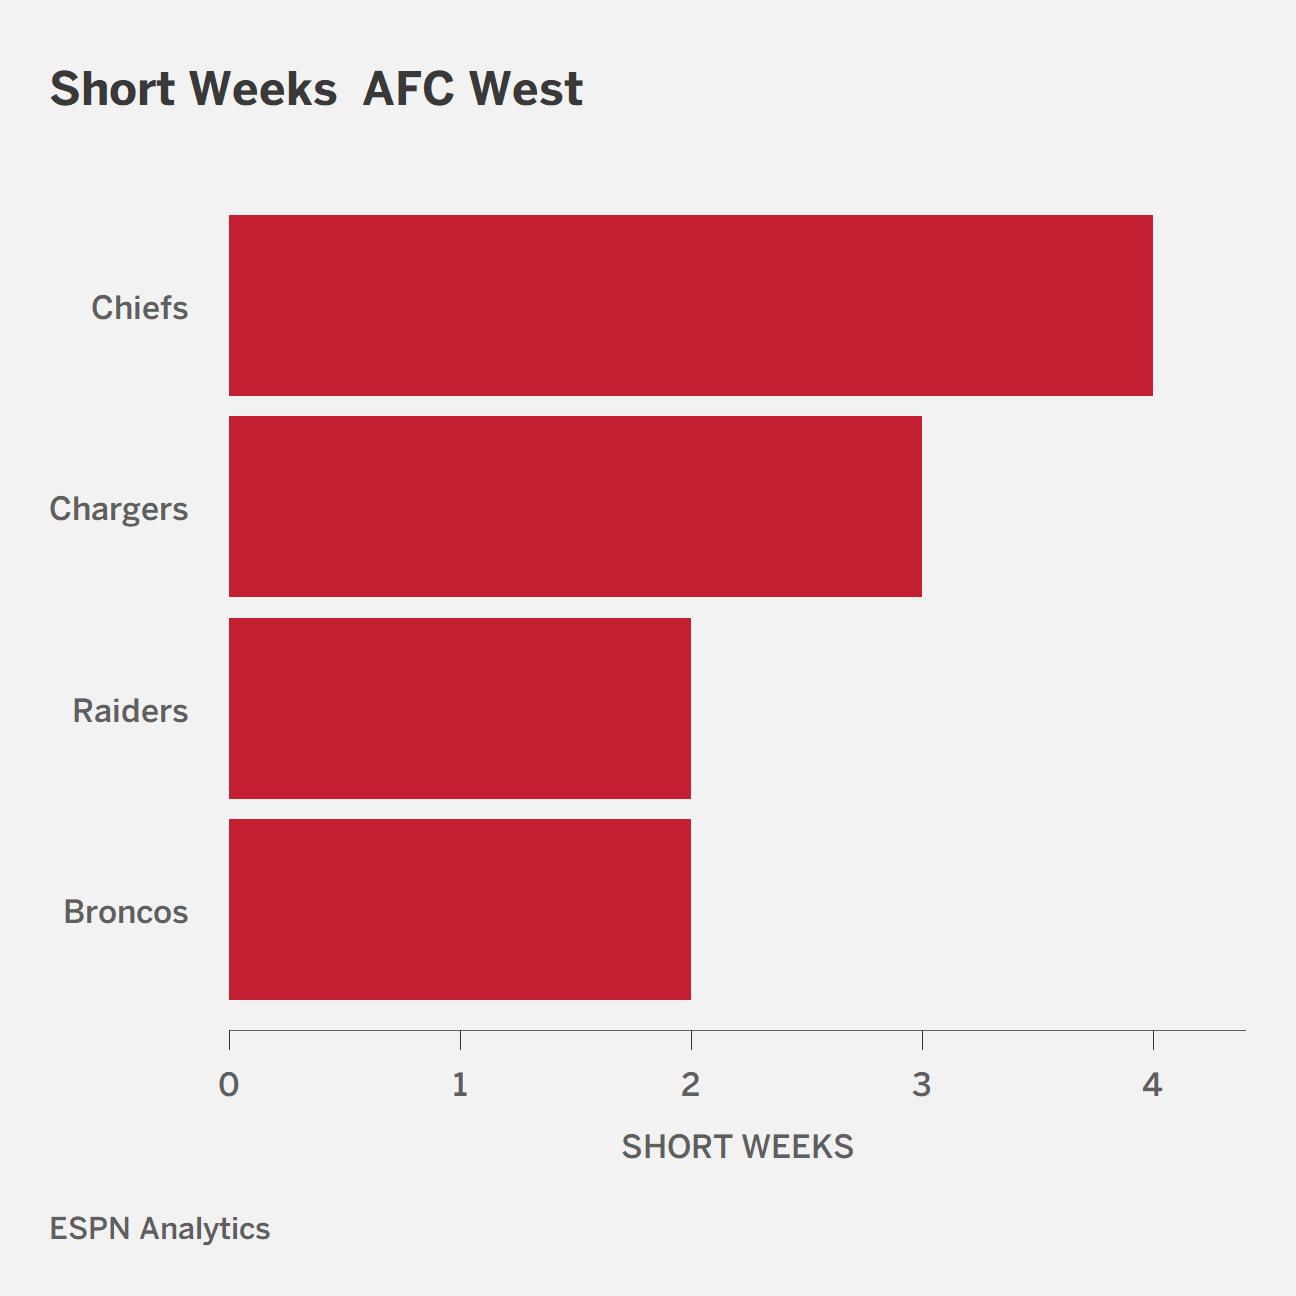 Short Weeks  AFC West
Chiefs
Chargers
Raiders
Broncos
0 1 2 3 4
SHORT WEEKS
ESPN Analytics